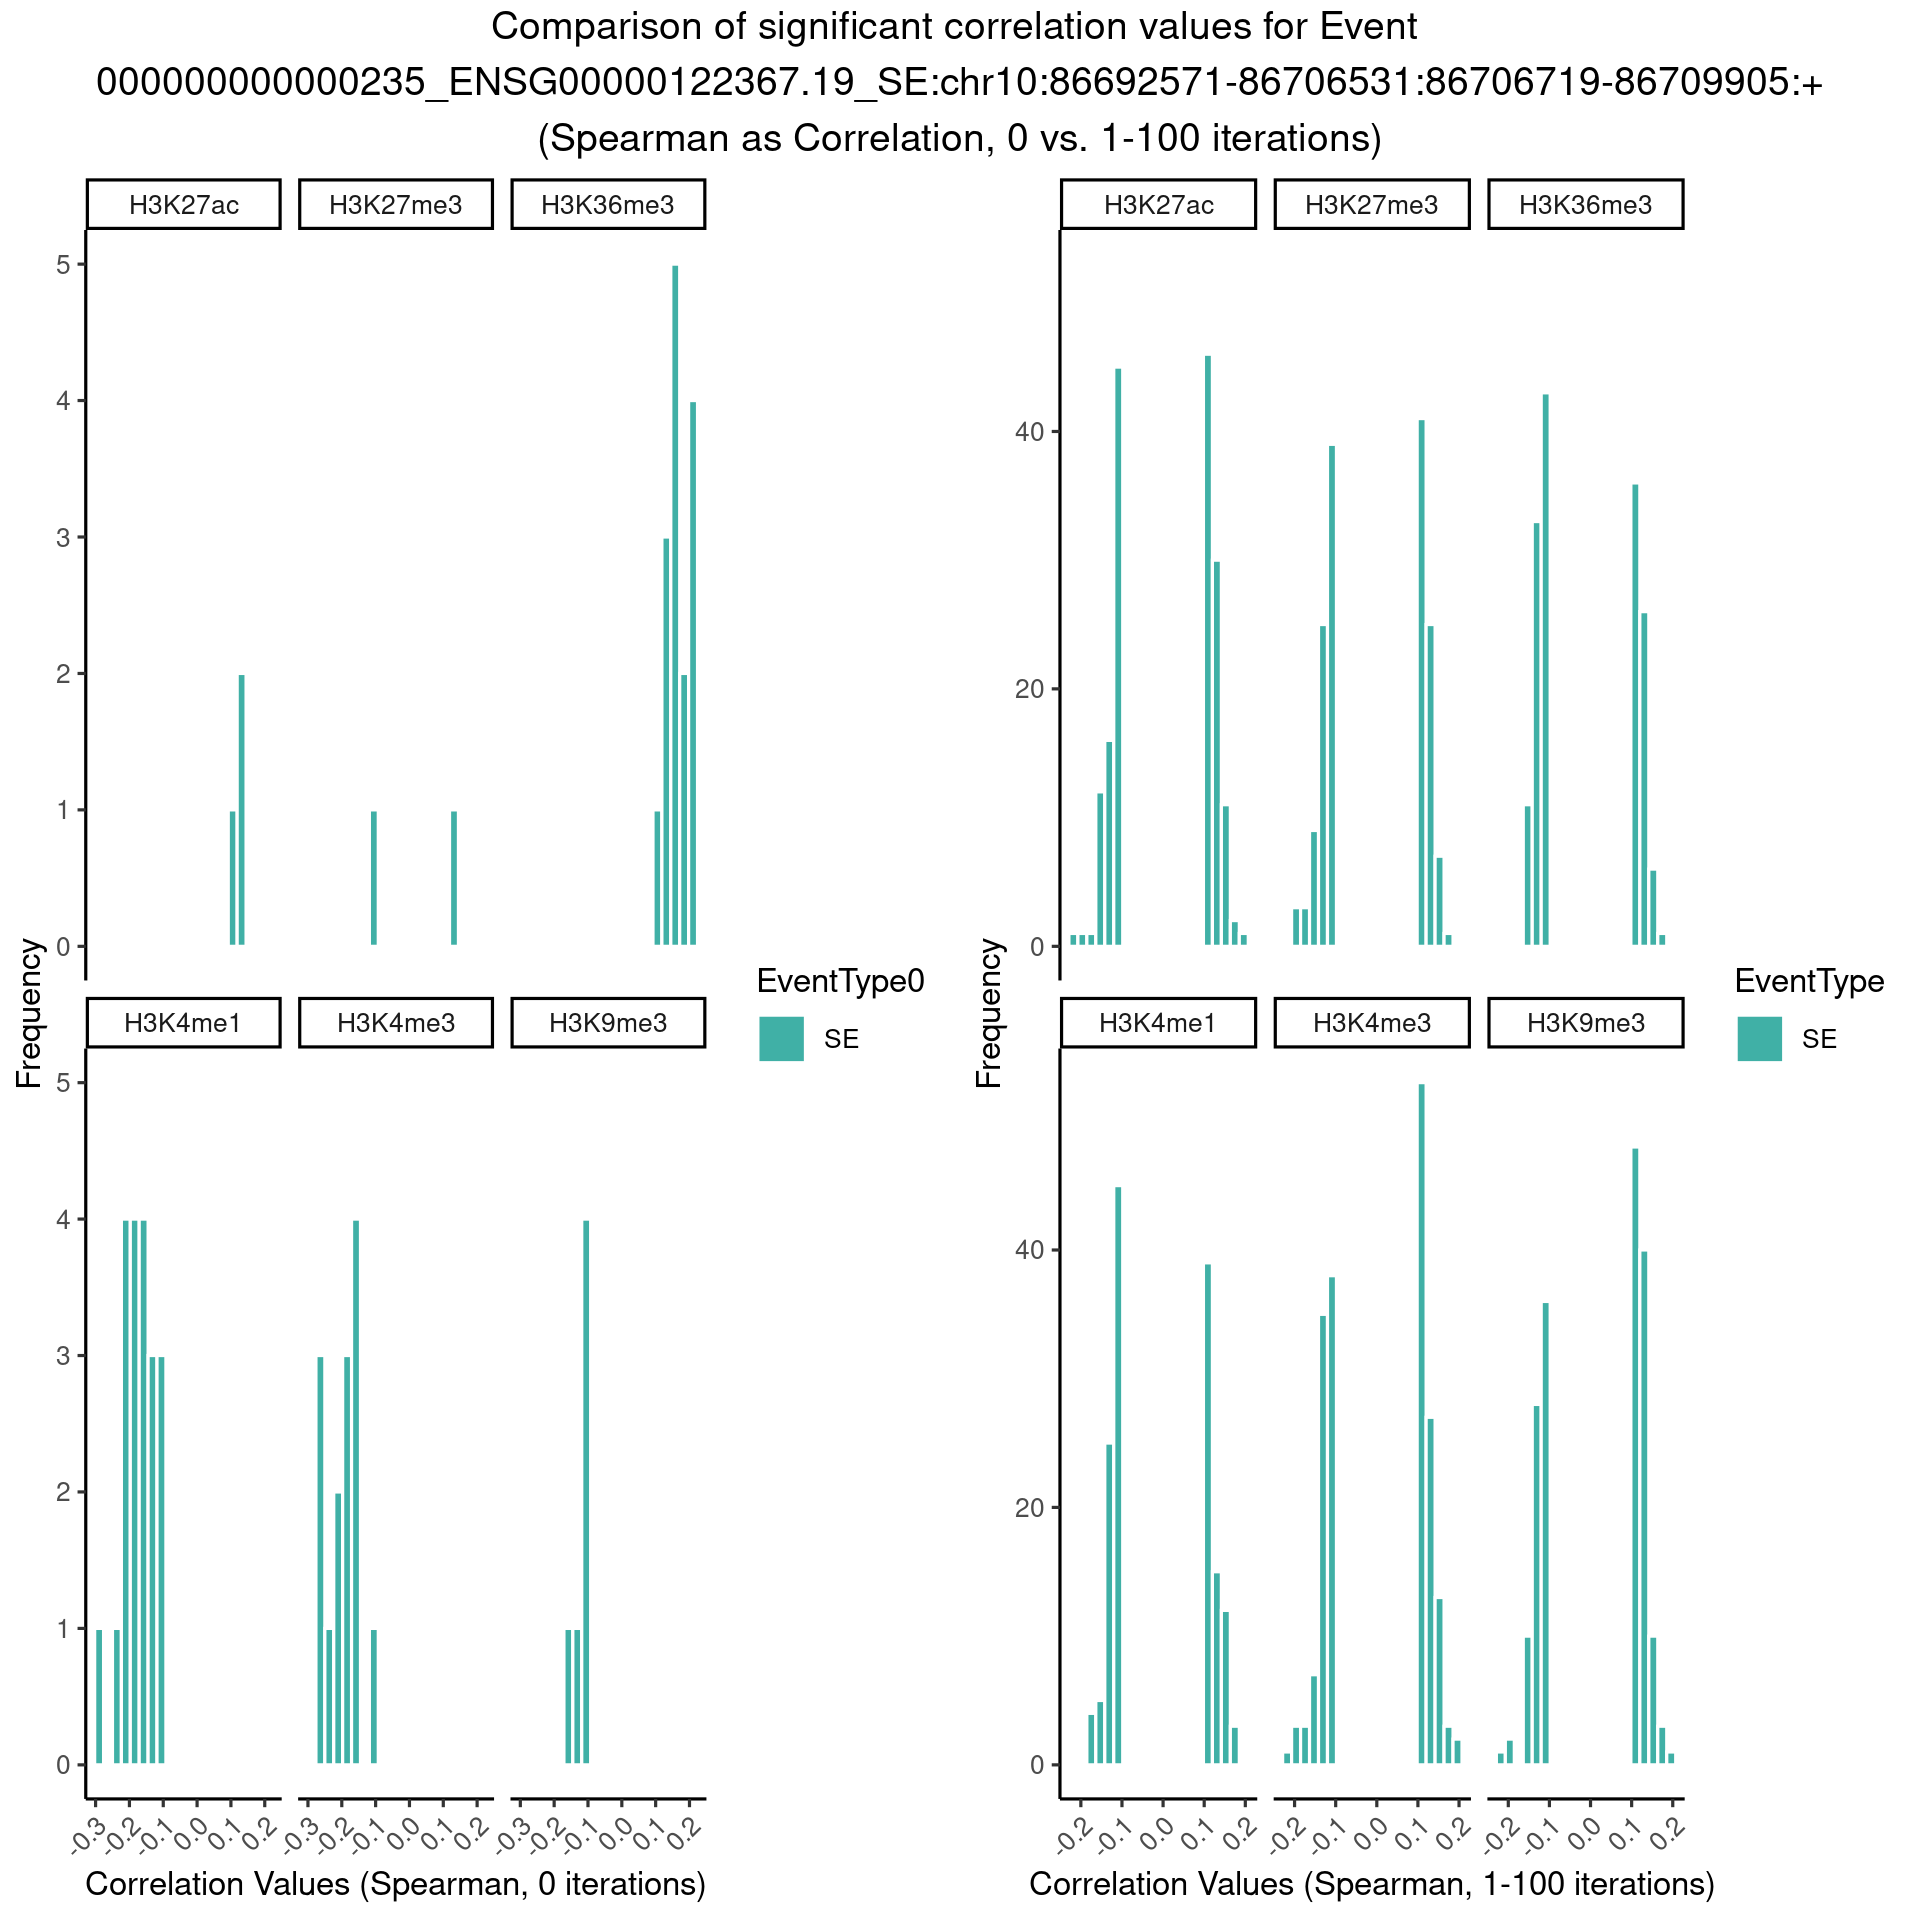 Comparison of significant correlation values for Event
000000000000235_ENSG00000122367.19_SE:chr10:86692571-86706531:86706719-86709905:+
(Spearman as Correlation, 0 vs. 1-100 iterations)
H3K27ac H3K27me3 H3K36me3
5
4
3
2
1
0
H3K4me1 H3K4me3 H3K9me3
5
4
3
2
1
0
Frequency
-0.3 -0.2 -0.1 0.0 0.1 0.2 -0.3 -0.2 -0.1 0.0 0.1 0.2 -0.3 -0.2 -0.1 0.0 0.1 0.2
Correlation Values (Spearman, 0 iterations)
EventType0
SE
H3K27ac H3K27me3 H3K36me3
40
20
0
H3K4me1 H3K4me3 H3K9me3
40
20
0
Frequency
-0.2 -0.1 0.0 0.1 0.2 -0.2 -0.1 0.0 0.1 0.2 -0.2 -0.1 0.0 0.1 0.2
Correlation Values (Spearman, 1-100 iterations)
EventType
SE